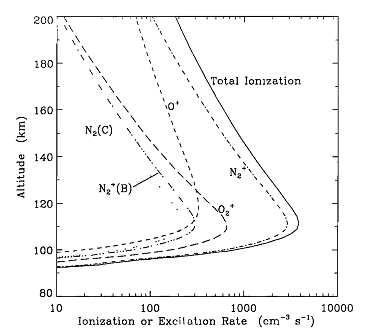 200
180
160
140
120
100
80
Altitude (km)
Total Ionization
O⁺
N₂(C)
N₂⁺
N₂⁺(B)
O₂⁺
10 100 1000 10000
Ionization or Excitation Rate (cm⁻³ s⁻¹)